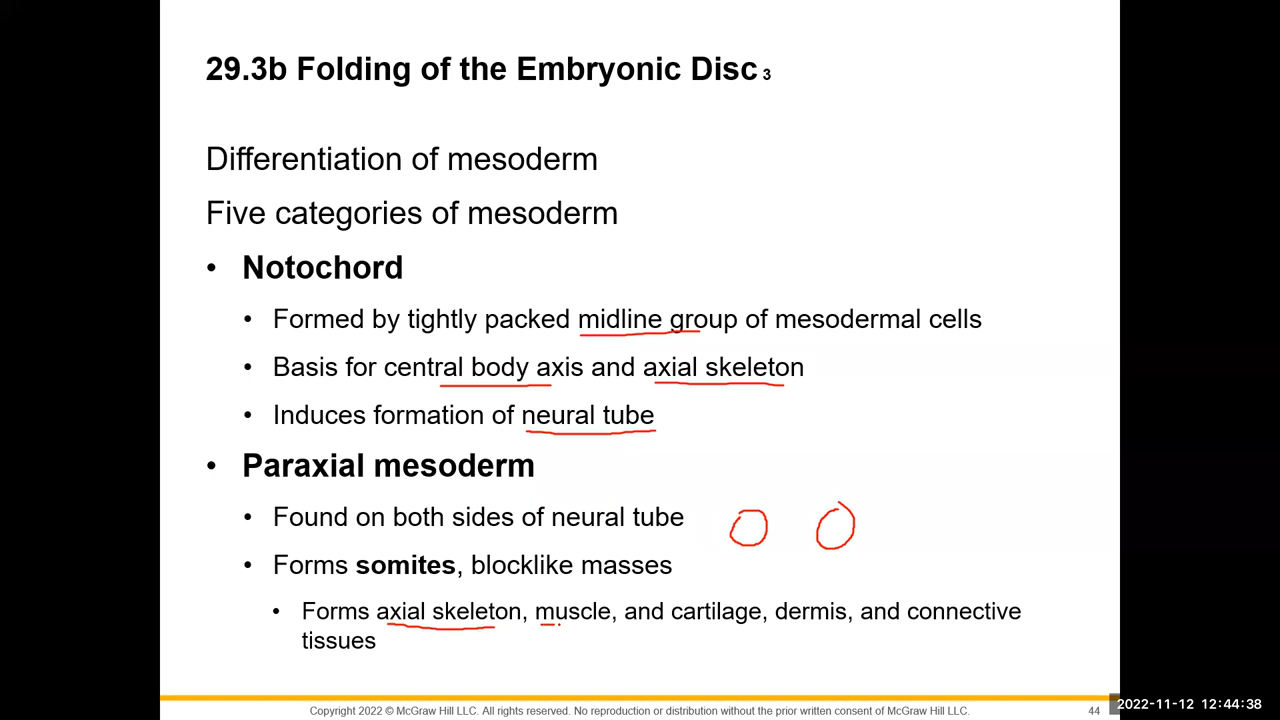 29.3b Folding of the Embryonic Disc 3
Differentiation of mesoderm
Five categories of mesoderm
• Notochord
• Formed by tightly packed midline group of mesodermal cells
• Basis for central body axis and axial skeleton
• Induces formation of neural tube
• Paraxial mesoderm
• Found on both sides of neural tube
• Forms somites, blocklike masses
• Forms axial skeleton, muscle, and cartilage, dermis, and connective
tissues
Copyright 2022 © McGraw Hill LLC. All rights reserved. No reproduction or distribution without the prior written consent of McGraw Hill LLC.
44
2022-11-12 12:44:38